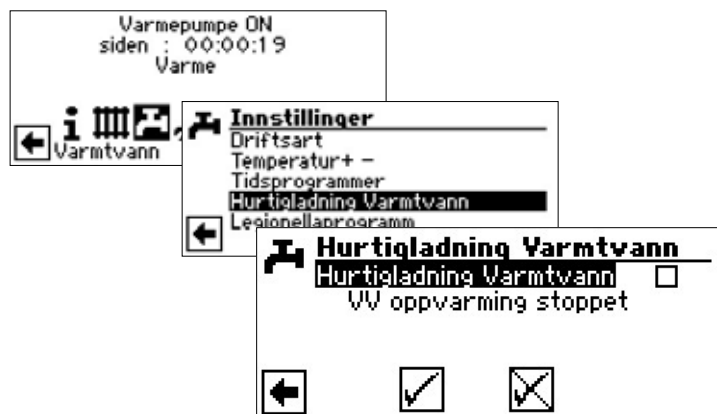 Varmepumpe ON
siden : 00:00:19
Varme
Varmtvann
Innstillinger
Driftsart
Temperatur+ -
Tidsprogrammer
Hurtigladning Varmtvann
Legionellaprogramm
Hurtigladning Varmtvann
Hurtigladning Varmtvann
VV oppvarming stoppet